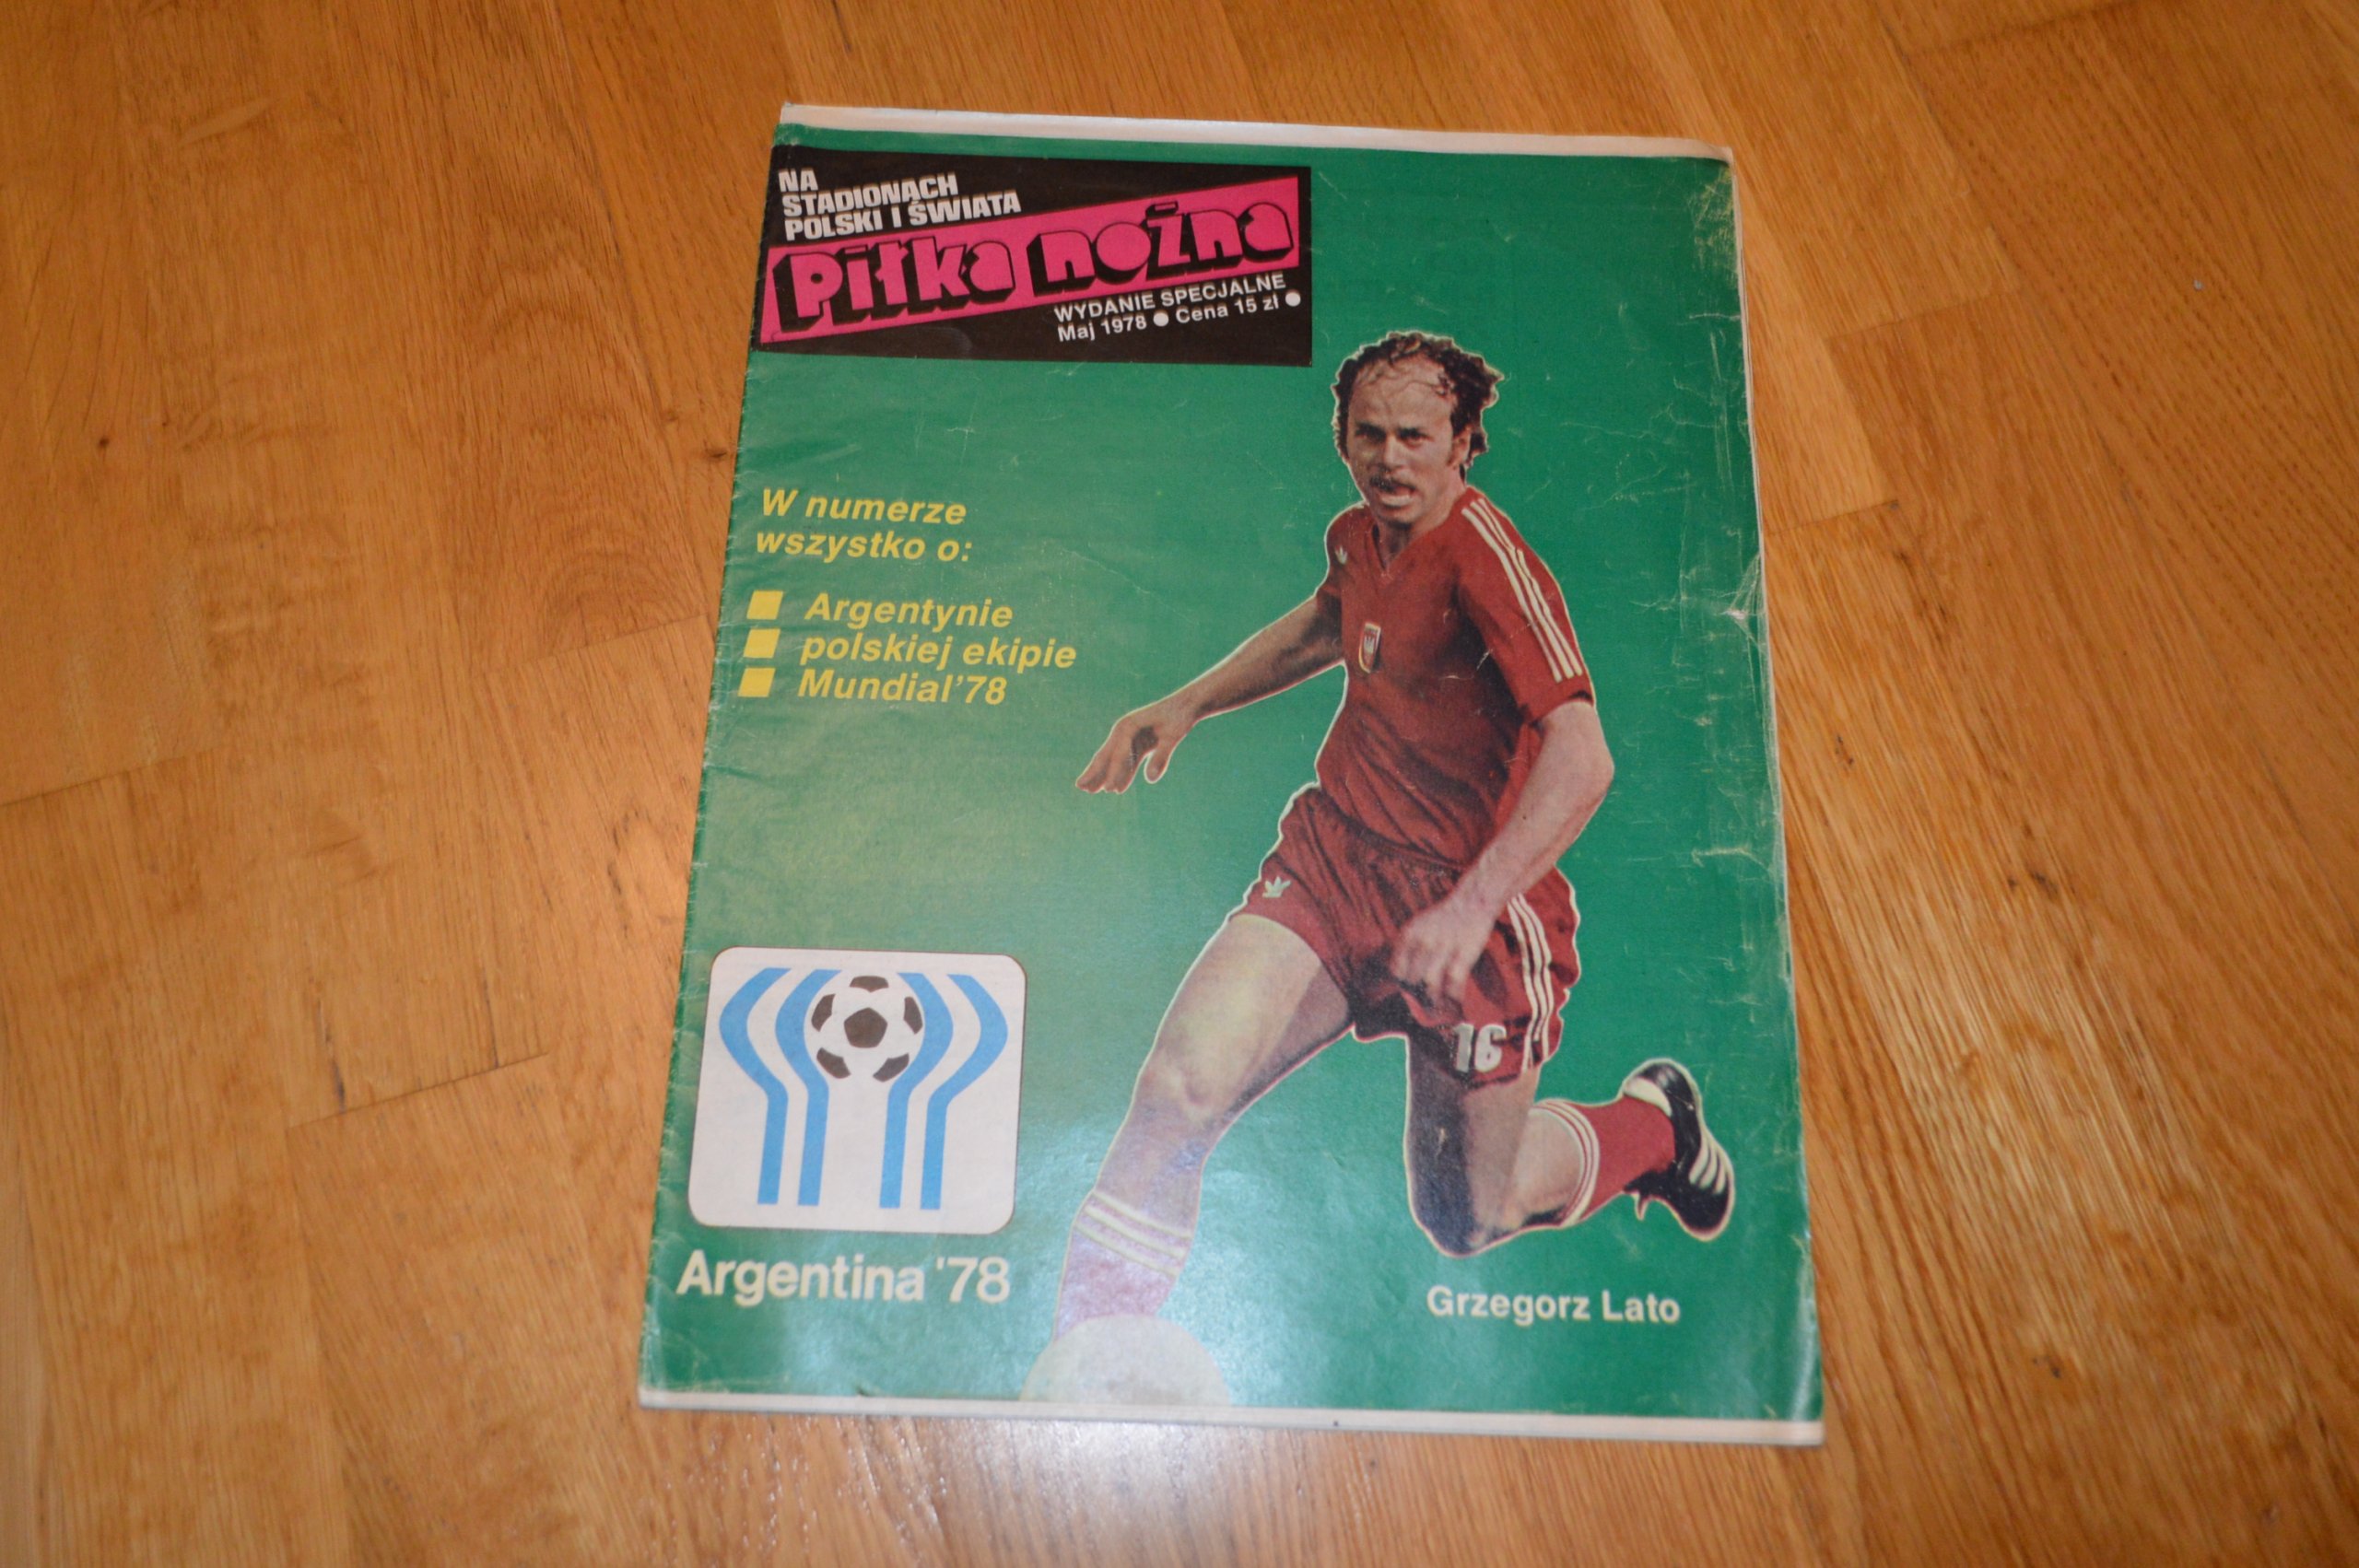 NA
STADIONACH
POLSKI I ŚWIATA
Piłka nożna
WYDANIE SPECJALNE
Maj 1978 ● Cena 15 zł ●
W numerze
wszystko o:
Argentynie
polskiej ekipie
Mundial'78
16
Argentina '78
Grzegorz Lato